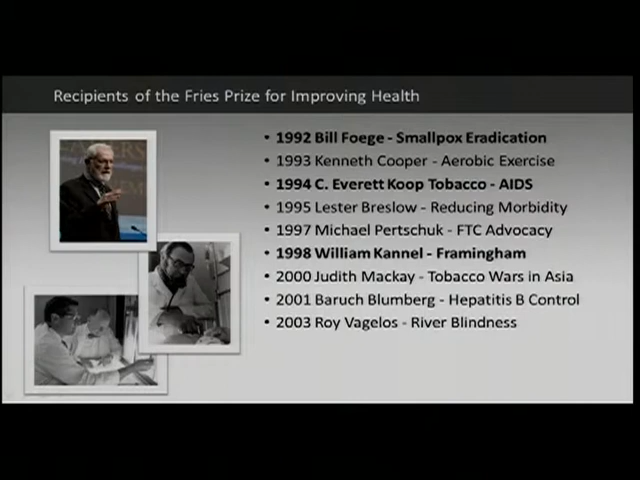 Recipients of the Fries Prize for Improving Health
• 1992 Bill Foege - Smallpox Eradication
• 1993 Kenneth Cooper - Aerobic Exercise
• 1994 C. Everett Koop Tobacco - AIDS
• 1995 Lester Breslow - Reducing Morbidity
• 1997 Michael Pertschuk - FTC Advocacy
• 1998 William Kannel - Framingham
• 2000 Judith Mackay - Tobacco Wars in Asia
• 2001 Baruch Blumberg - Hepatitis B Control
• 2003 Roy Vagelos - River Blindness